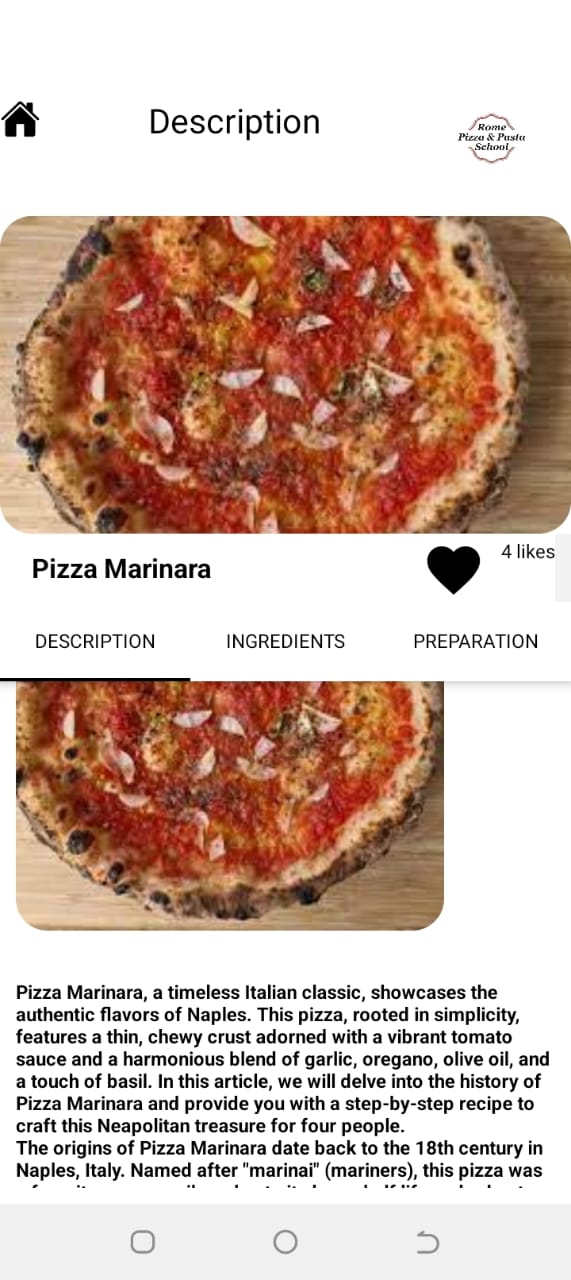 Description
Rome
Pizza & Pasta
School
Pizza Marinara
4 likes
DESCRIPTION
INGREDIENTS
PREPARATION
Pizza Marinara, a timeless Italian classic, showcases the
authentic flavors of Naples. This pizza, rooted in simplicity,
features a thin, chewy crust adorned with a vibrant tomato
sauce and a harmonious blend of garlic, oregano, olive oil, and
a touch of basil. In this article, we will delve into the history of
Pizza Marinara and provide you with a step-by-step recipe to
craft this Neapolitan treasure for four people.
The origins of Pizza Marinara date back to the 18th century in
Naples, Italy. Named after "marinai" (mariners), this pizza was